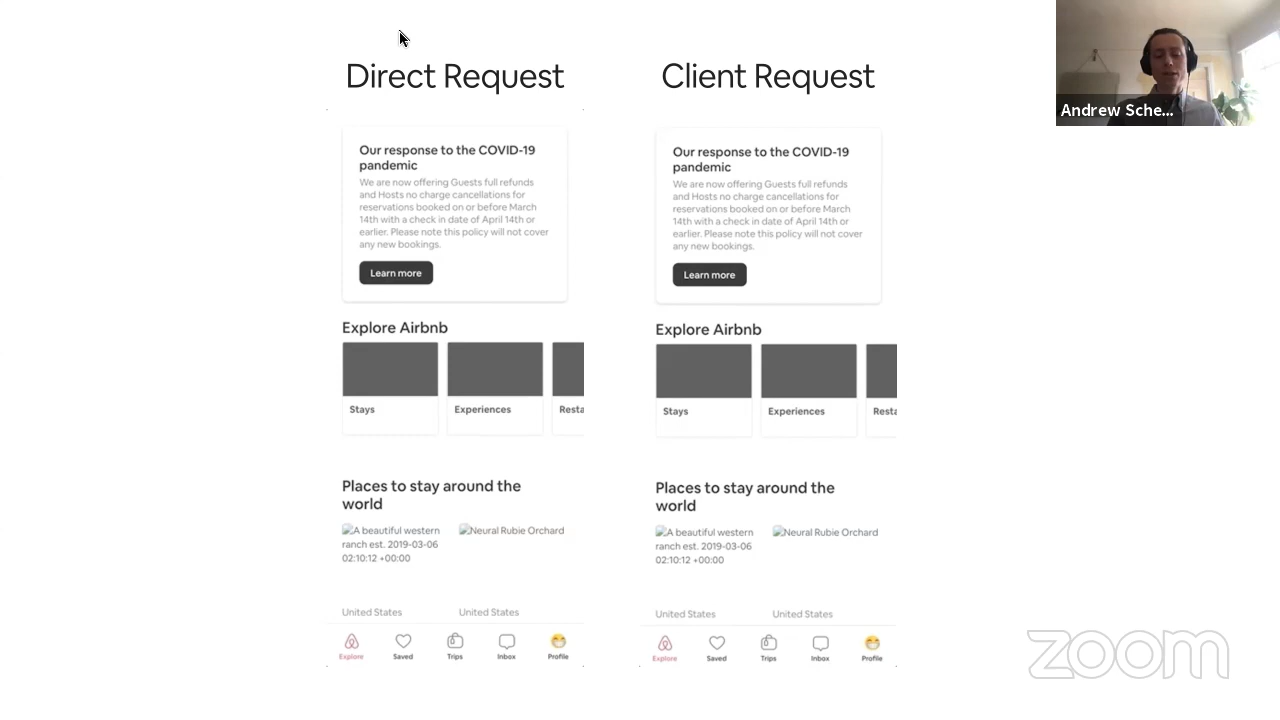 Direct Request
Our response to the COVID-19
pandemic
We are now offering Guests full refunds
and Hosts no charge cancellations for
reservations booked on or before March
14th with a check in date of April 14th or
earlier. Please note this policy will not cover
any new bookings.
Learn more
Explore Airbnb
Stays
Experiences
Resta
Places to stay around the
world
A beautiful western
ranch est. 2019-03-06
02:10:12 +00:00
Neural Rubie Orchard
United States
United States
Explore
Saved
Trips
Inbox
Profile
Client Request
Our response to the COVID-19
pandemic
We are now offering Guests full refunds
and Hosts no charge cancellations for
reservations booked on or before March
14th with a check in date of April 14th or
earlier. Please note this policy will not cover
any new bookings.
Learn more
Explore Airbnb
Stays
Experiences
Resta
Places to stay around the
world
A beautiful western
ranch est. 2019-03-06
02:10:12 +00:00
Neural Rubie Orchard
United States
United States
Explore
Saved
Trips
Inbox
Profile
Andrew Sche...
zoom